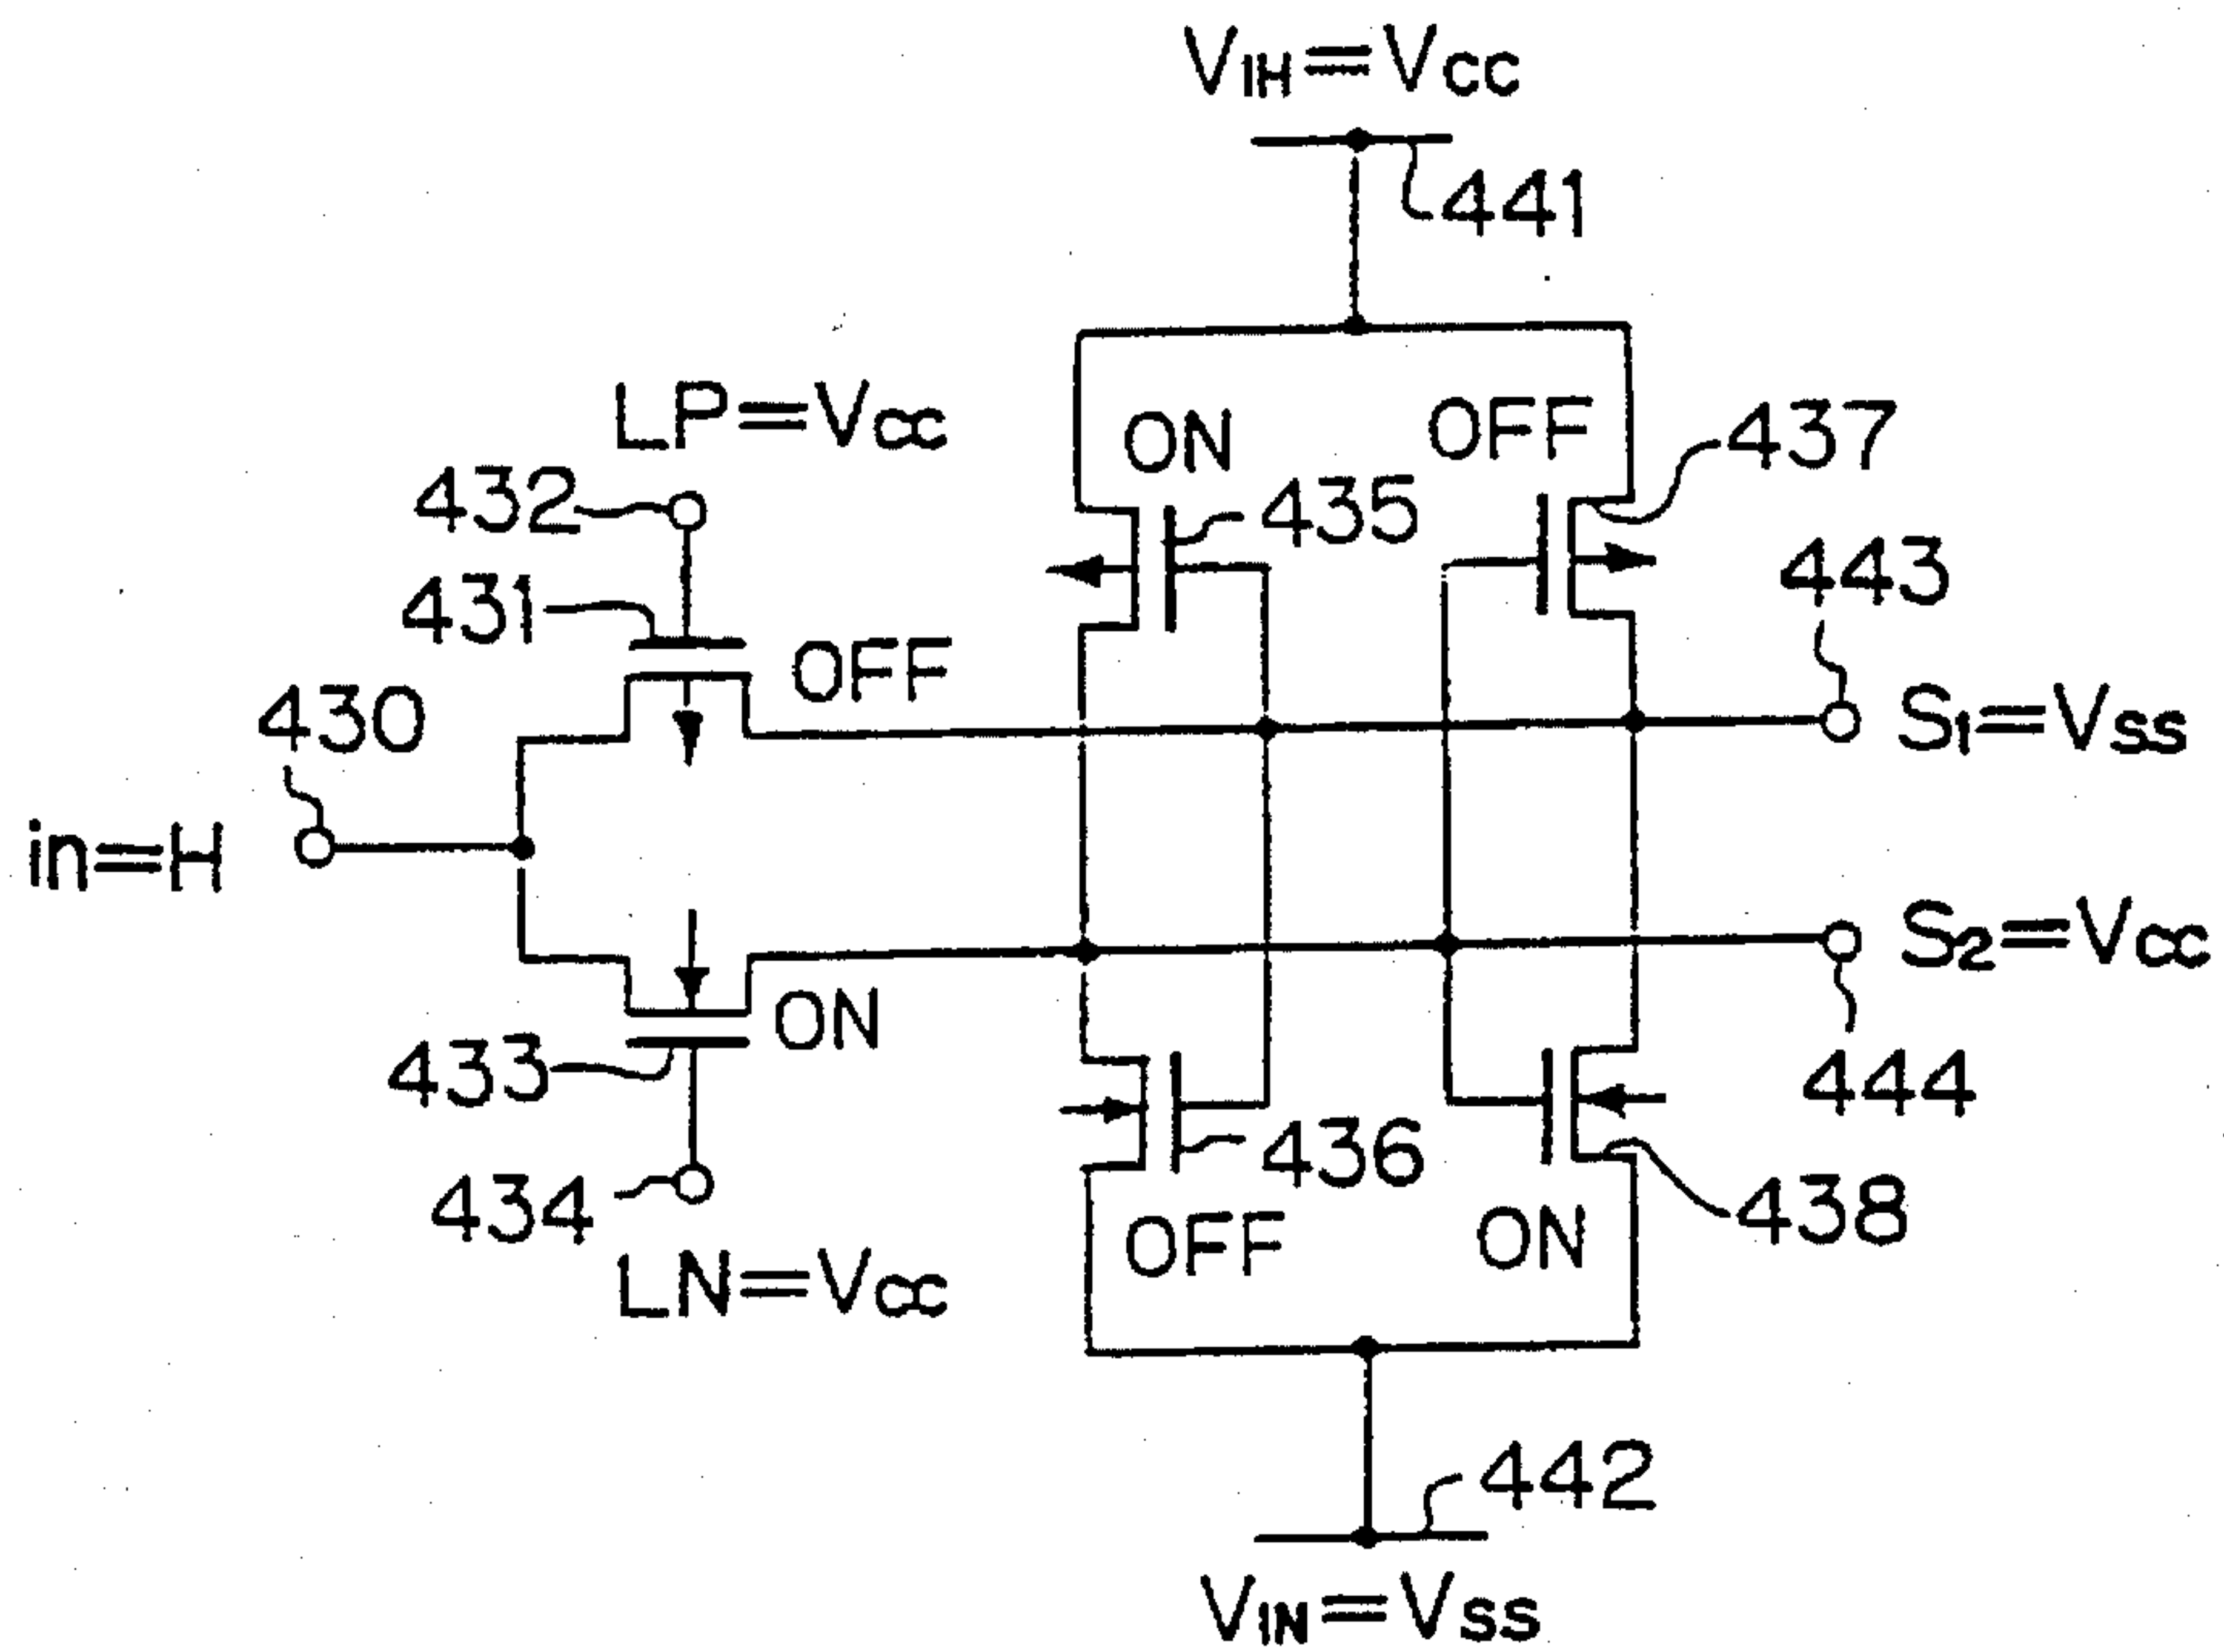 VIH=Vcc
441
LP=Vcc
ON
OFF
437
432
435
443
431
OFF
430
S1=Vss
in=H
S2=Vcc
ON
433
444
436
434
438
OFF
ON
LN=Vcc
442
VIN=Vss